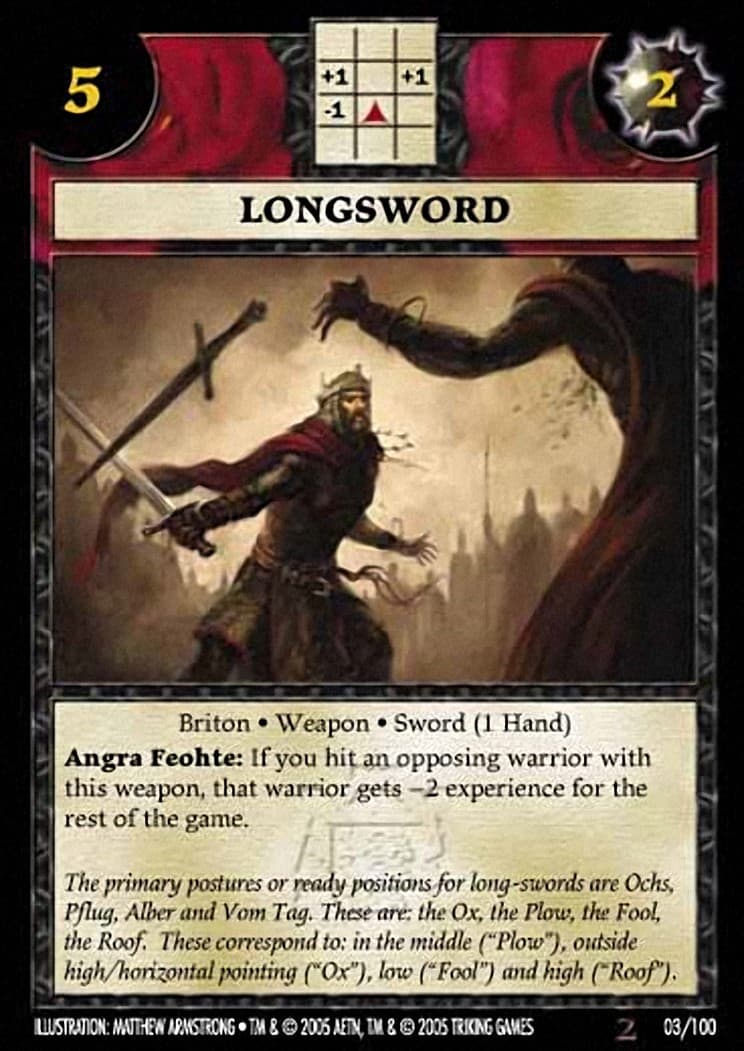 5
+1 +1
-1
2
LONGSWORD
Briton • Weapon • Sword (1 Hand)
Angra Feohte: If you hit an opposing warrior with
this weapon, that warrior gets –2 experience for the
rest of the game.
The primary postures or ready positions for long-swords are Ochs,
Pflug, Alber and Vom Tag. These are: the Ox, the Plow, the Fool,
the Roof. These correspond to: in the middle (“Plow”), outside
high/horizontal pointing (“Ox”), low (“Fool”) and high (“Roof”).
ILLUSTRATION: MATTHEW ARMSTRONG • TM & © 2005 AETN, TM & © 2005 TRIKING GAMES 2 03/100